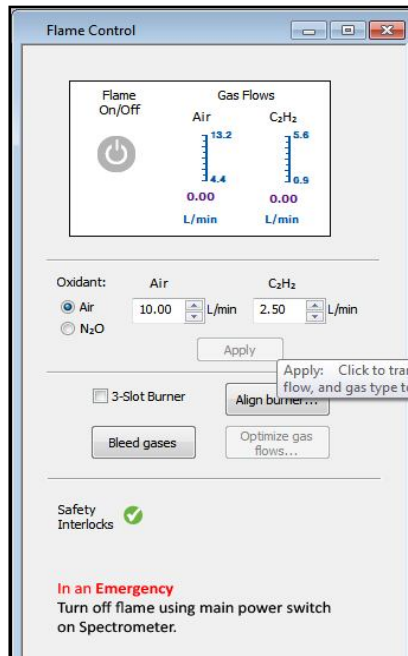 Flame Control
Flame
On/Off
Gas Flows
Air
C₂H₂
13.2
4.4
5.6
6.9
0.00
0.00
L/min
L/min
Oxidant:
Air
C₂H₂
Air
10.00
L/min
2.50
L/min
N₂O
Apply
Apply: Click to tra
flow, and gas type to
3-Slot Burner
Align burner...
Bleed gases
Optimize gas
flows...
Safety
Interlocks
In an Emergency
Turn off flame using main power switch
on Spectrometer.